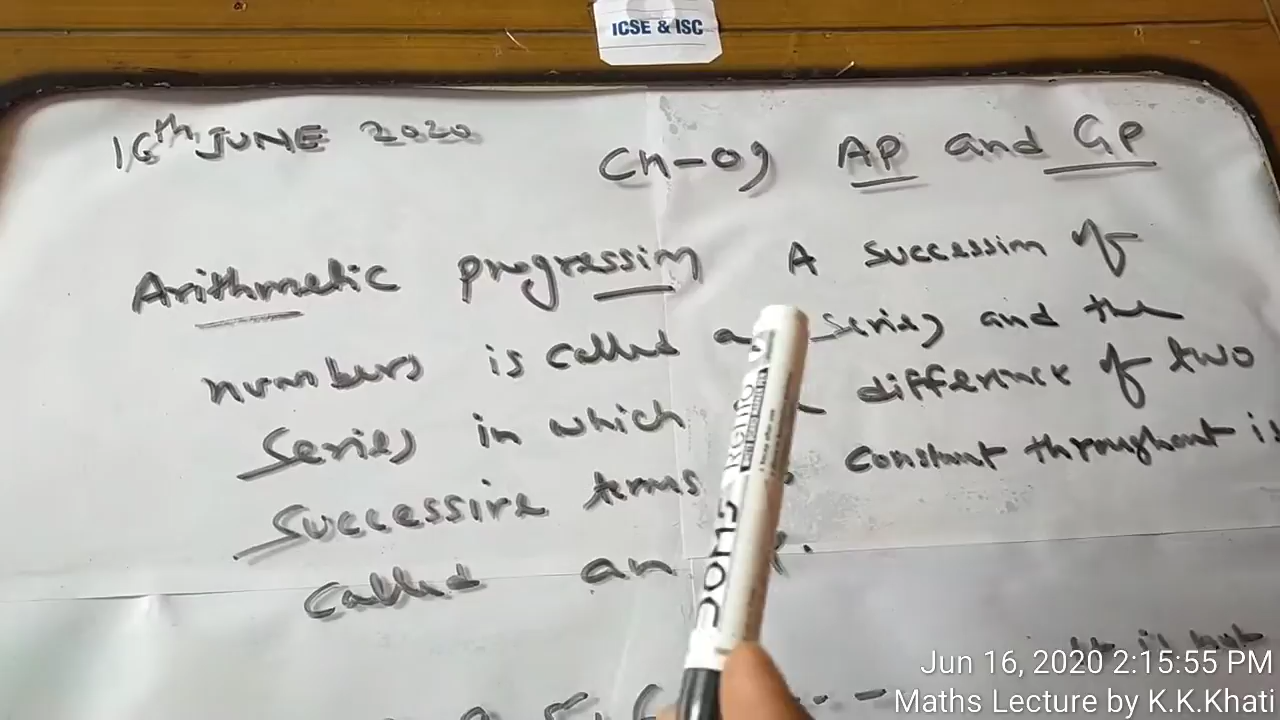 ICSE & ISC
16th JUNE 2020
Ch-09 AP and GP
Arithmetic Progression A succession of
numbers is called a series and the
series in which difference of two
successive terms constant throughout is
called an
Jun 16, 2020 2:15:55 PM
Maths Lecture by K.K.Khati